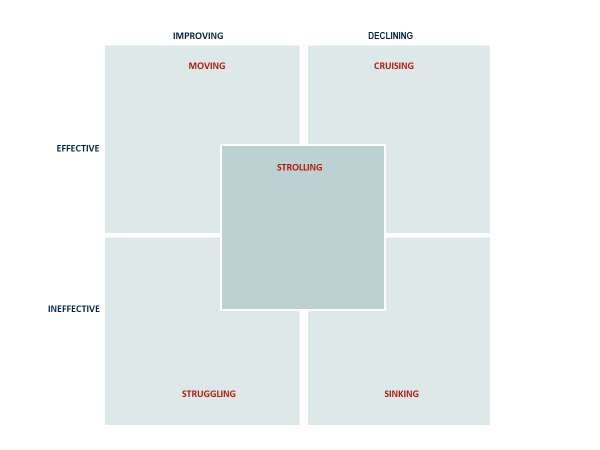 IMPROVING
DECLINING
MOVING
CRUISING
EFFECTIVE
STROLLING
INEFFECTIVE
STRUGGLING
SINKING